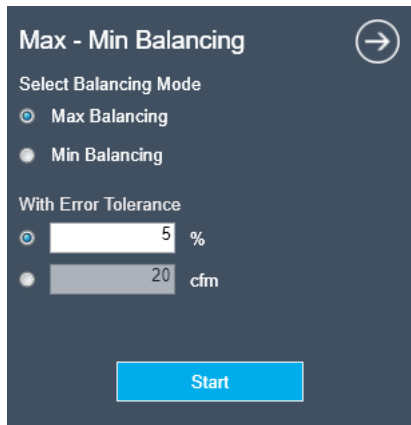 Max - Min Balancing
Select Balancing Mode
Max Balancing
Min Balancing
With Error Tolerance
5 %
20 cfm
Start